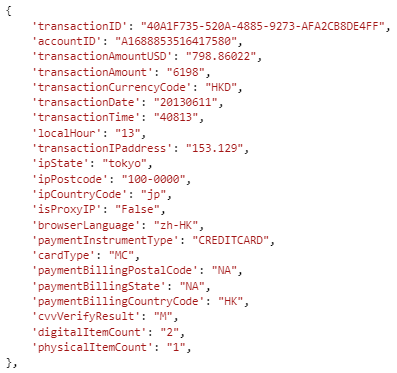 {
'transactionID': "40A1F735-520A-4885-9273-AFA2CB8DE4FF",
'accountID': "A1688853516417580",
'transactionAmountUSD': "798.86022",
'transactionAmount': "6198",
'transactionCurrencyCode': "HKD",
'transactionDate': "20130611",
'transactionTime': "40813",
'localHour': "13",
'transactionIPaddress': "153.129",
'ipState': "tokyo",
'ipPostcode': "100-0000",
'ipCountryCode': "jp",
'isProxyIP': "False",
'browserLanguage': "zh-HK",
'paymentInstrumentType': "CREDITCARD",
'cardType': "MC",
'paymentBillingPostalCode': "NA",
'paymentBillingState': "NA",
'paymentBillingCountryCode': "HK",
'cvvVerifyResult': "M",
'digitalItemCount': "2",
'physicalItemCount': "1",
},